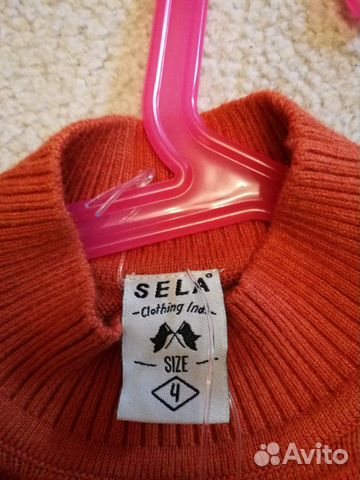 SELA
Clothing Ind.
SIZE
4
Avito